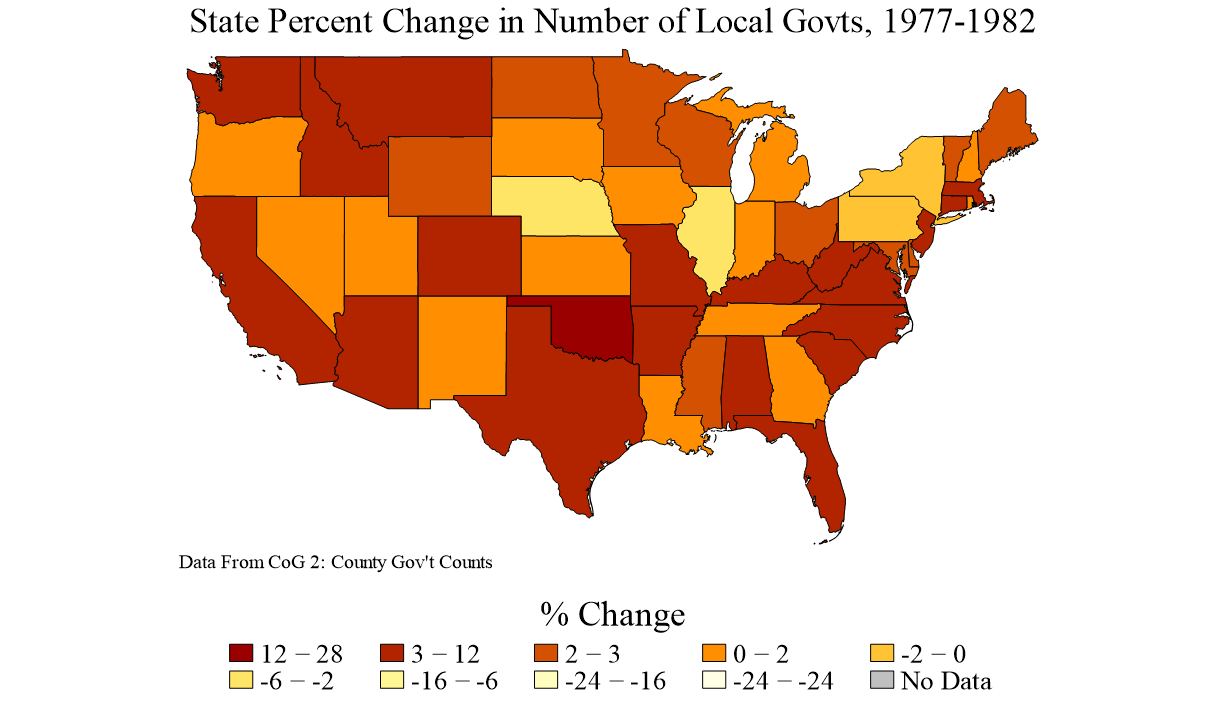 State Percent Change in Number of Local Govts, 1977-1982
Data From CoG 2: County Gov't Counts
% Change
12 − 28 3 − 12 2 − 3 0 − 2 -2 − 0
-6 − -2 -16 − -6 -24 − -16 -24 − -24 No Data